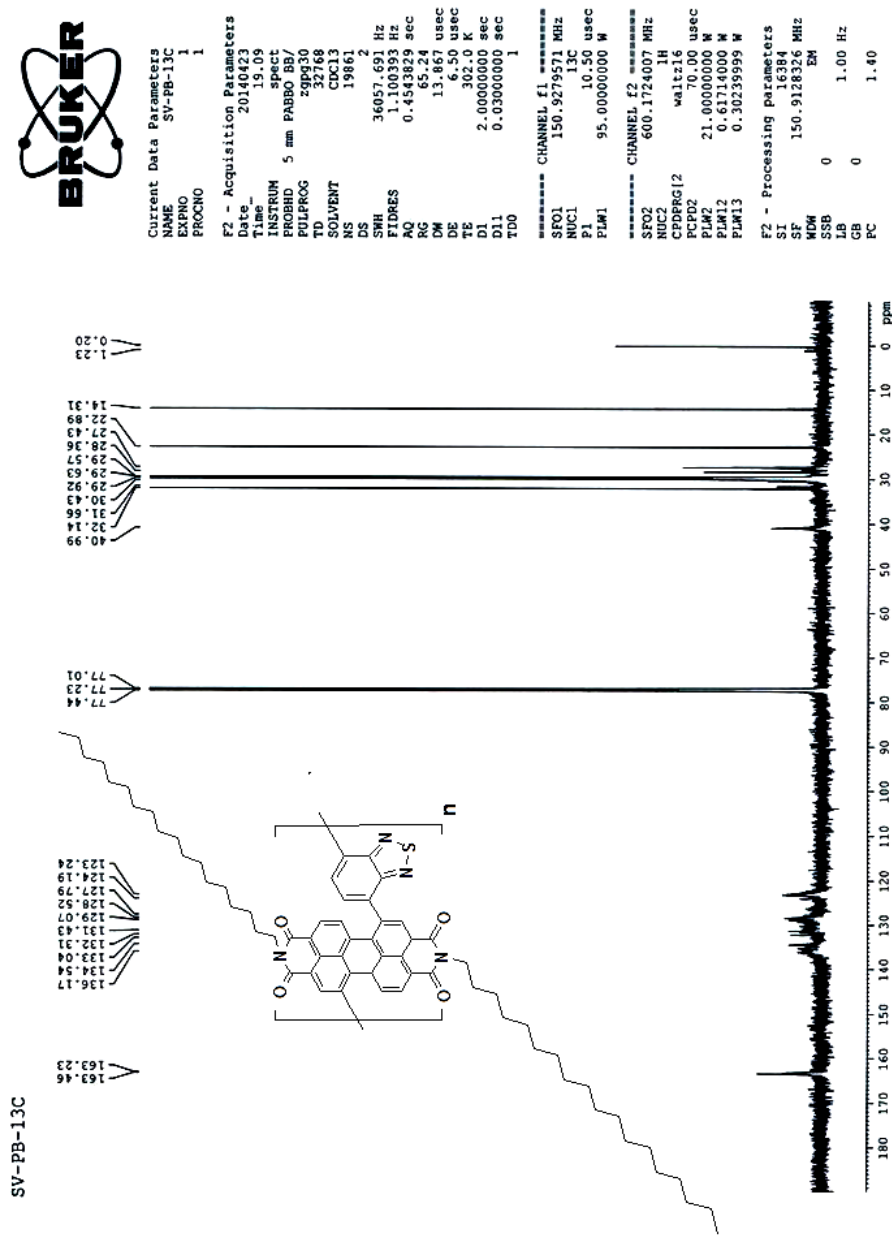 SV-PB-13C
163.46
163.23
136.17
134.54
133.04
132.31
131.43
129.07
128.52
127.79
124.19
123.24
77.44
77.23
77.01
40.99
32.14
31.66
30.43
29.92
29.63
29.57
28.36
27.43
22.89
14.31
1.23
0.20
BRUKER
Current Data Parameters
NAME SV-PB-13C
EXPNO 1
PROCNO 1
F2 - Acquisition Parameters
Date_ 20140423
Time 19.09
INSTRUM spect
PROBHD 5 mm PABBO BB/
PULPROG zgpg30
TD 32768
SOLVENT CDCl3
NS 19861
DS 2
SWH 36057.691 Hz
FIDRES 1.100393 Hz
AQ 0.4543829 sec
RG 65.24
DW 13.867 usec
DE 6.50 usec
TE 302.0 K
D1 2.00000000 sec
D11 0.03000000 sec
TD0 1
======== CHANNEL f1 ========
SFO1 150.9279571 MHz
NUC1 13C
P1 10.50 usec
PLW1 95.00000000 W
======== CHANNEL f2 ========
SFO2 600.1724007 MHz
NUC2 1H
CPDPRG[2 waltz16
PCPD2 70.00 usec
PLW2 21.00000000 W
PLW12 0.61714000 W
PLW13 0.30239999 W
F2 - Processing parameters
SI 16384
SF 150.9128326 MHz
WDW EM
SSB 0
LB 1.00 Hz
GB 0
PC 1.40
O N O
N S N
O N O
n
180 170 160 150 140 130 120 110 100 90 80 70 60 50 40 30 20 10 0 ppm